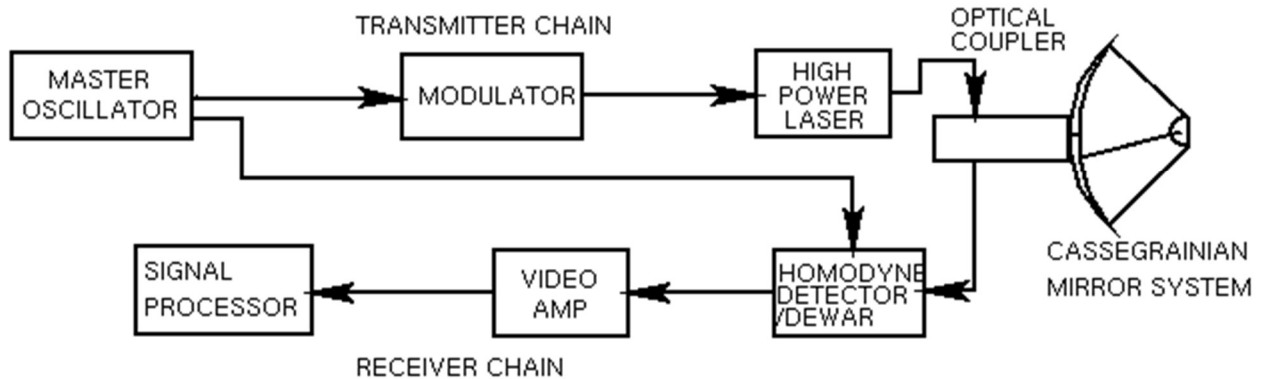 TRANSMITTER CHAIN
OPTICAL
COUPLER
MASTER
OSCILLATOR
MODULATOR
HIGH
POWER
LASER
CASSEGRAINIAN
MIRROR SYSTEM
SIGNAL
PROCESSOR
VIDEO
AMP
HOMODYNE
DETECTOR
/DEWAR
RECEIVER CHAIN